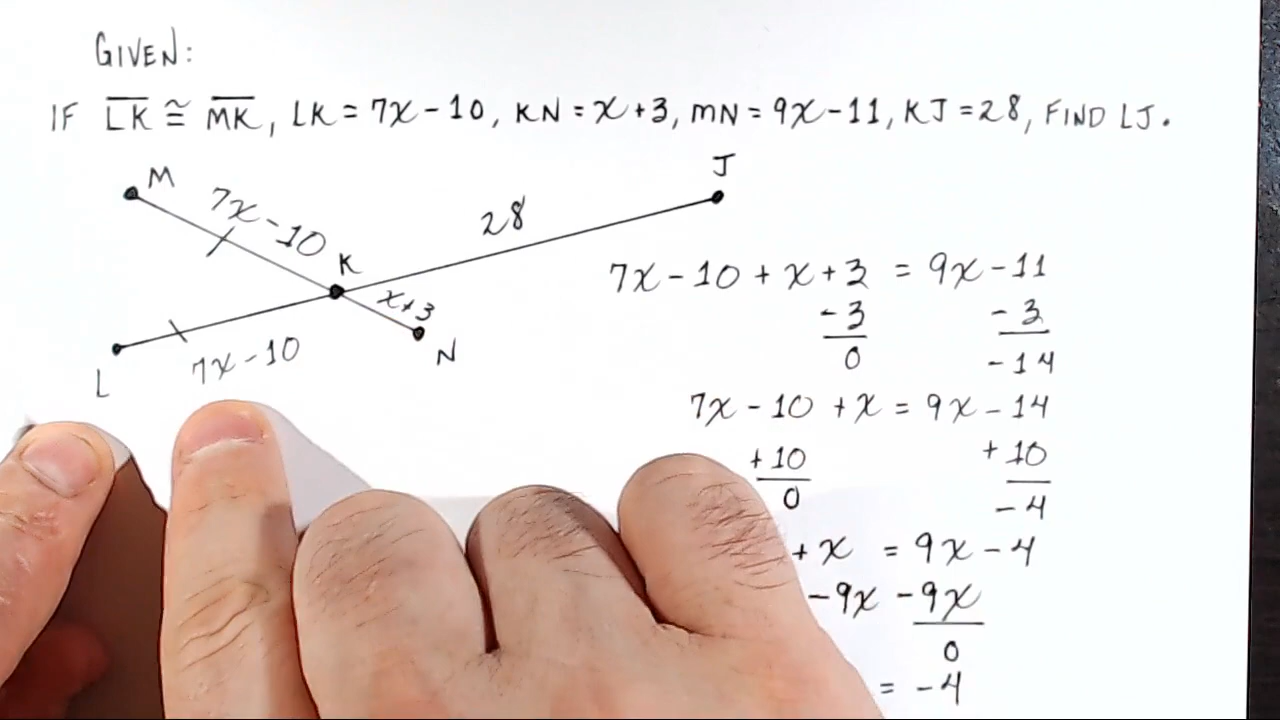 GIVEN:
IF LK ≅ MK, LK = 7x - 10, KN = x + 3, MN = 9x - 11, KJ = 28, FIND LJ.
M
J
7x - 10
28
K
x+3
N
7x - 10
L
7x - 10 + x + 3 = 9x - 11
- 3 - 3
0 - 14
7x - 10 + x = 9x - 14
+ 10 + 10
0 - 4
+ x = 9x - 4
- 9x - 9x
0
= - 4